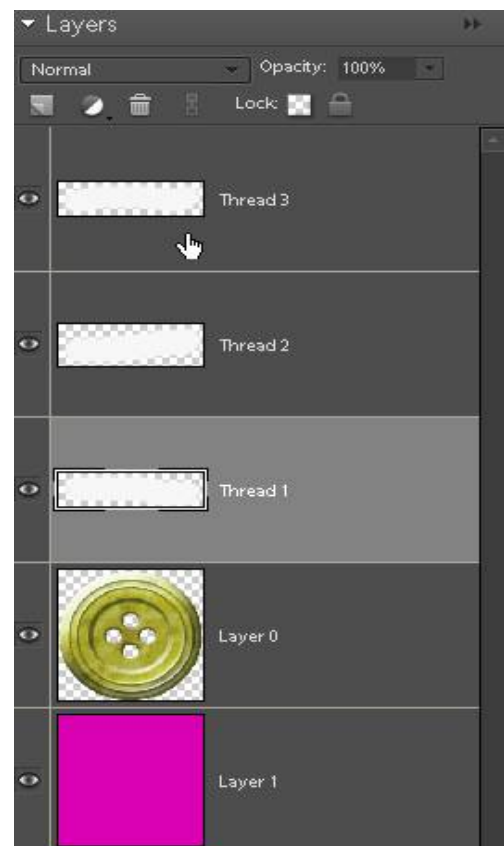 Layers
Normal Opacity: 100%
Lock:
Thread 3
Thread 2
Thread 1
Layer 0
Layer 1